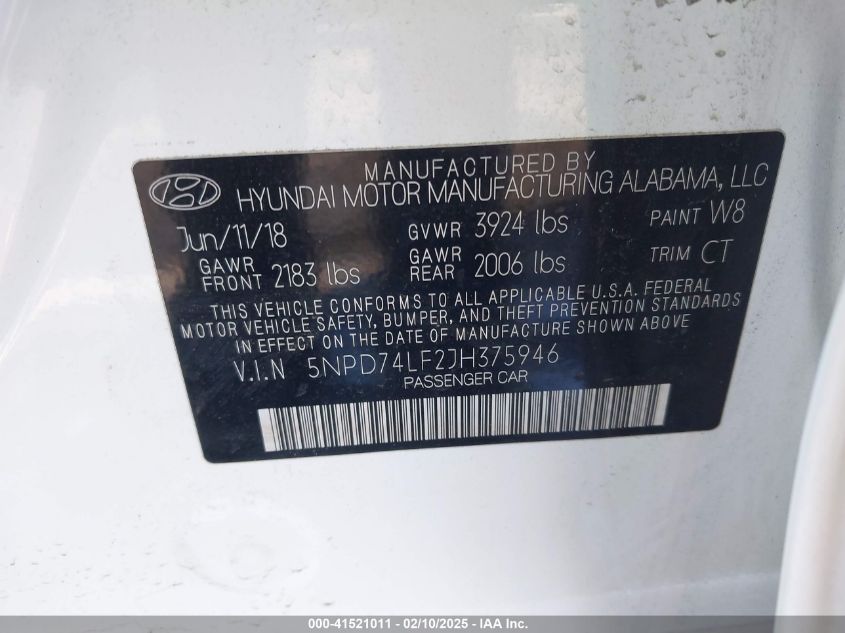 MANUFACTURED BY
HYUNDAI MOTOR MANUFACTURING ALABAMA, LLC
Jun/11/18 GVWR 3924 lbs PAINT W8
GAWR FRONT 2183 lbs GAWR REAR 2006 lbs TRIM CT
THIS VEHICLE CONFORMS TO ALL APPLICABLE U.S.A. FEDERAL
MOTOR VEHICLE SAFETY, BUMPER, AND THEFT PREVENTION STANDARDS
IN EFFECT ON THE DATE OF MANUFACTURE SHOWN ABOVE
V.I.N 5NPD74LF2JH375946
PASSENGER CAR
000-41521011 - 02/10/2025 - IAA Inc.